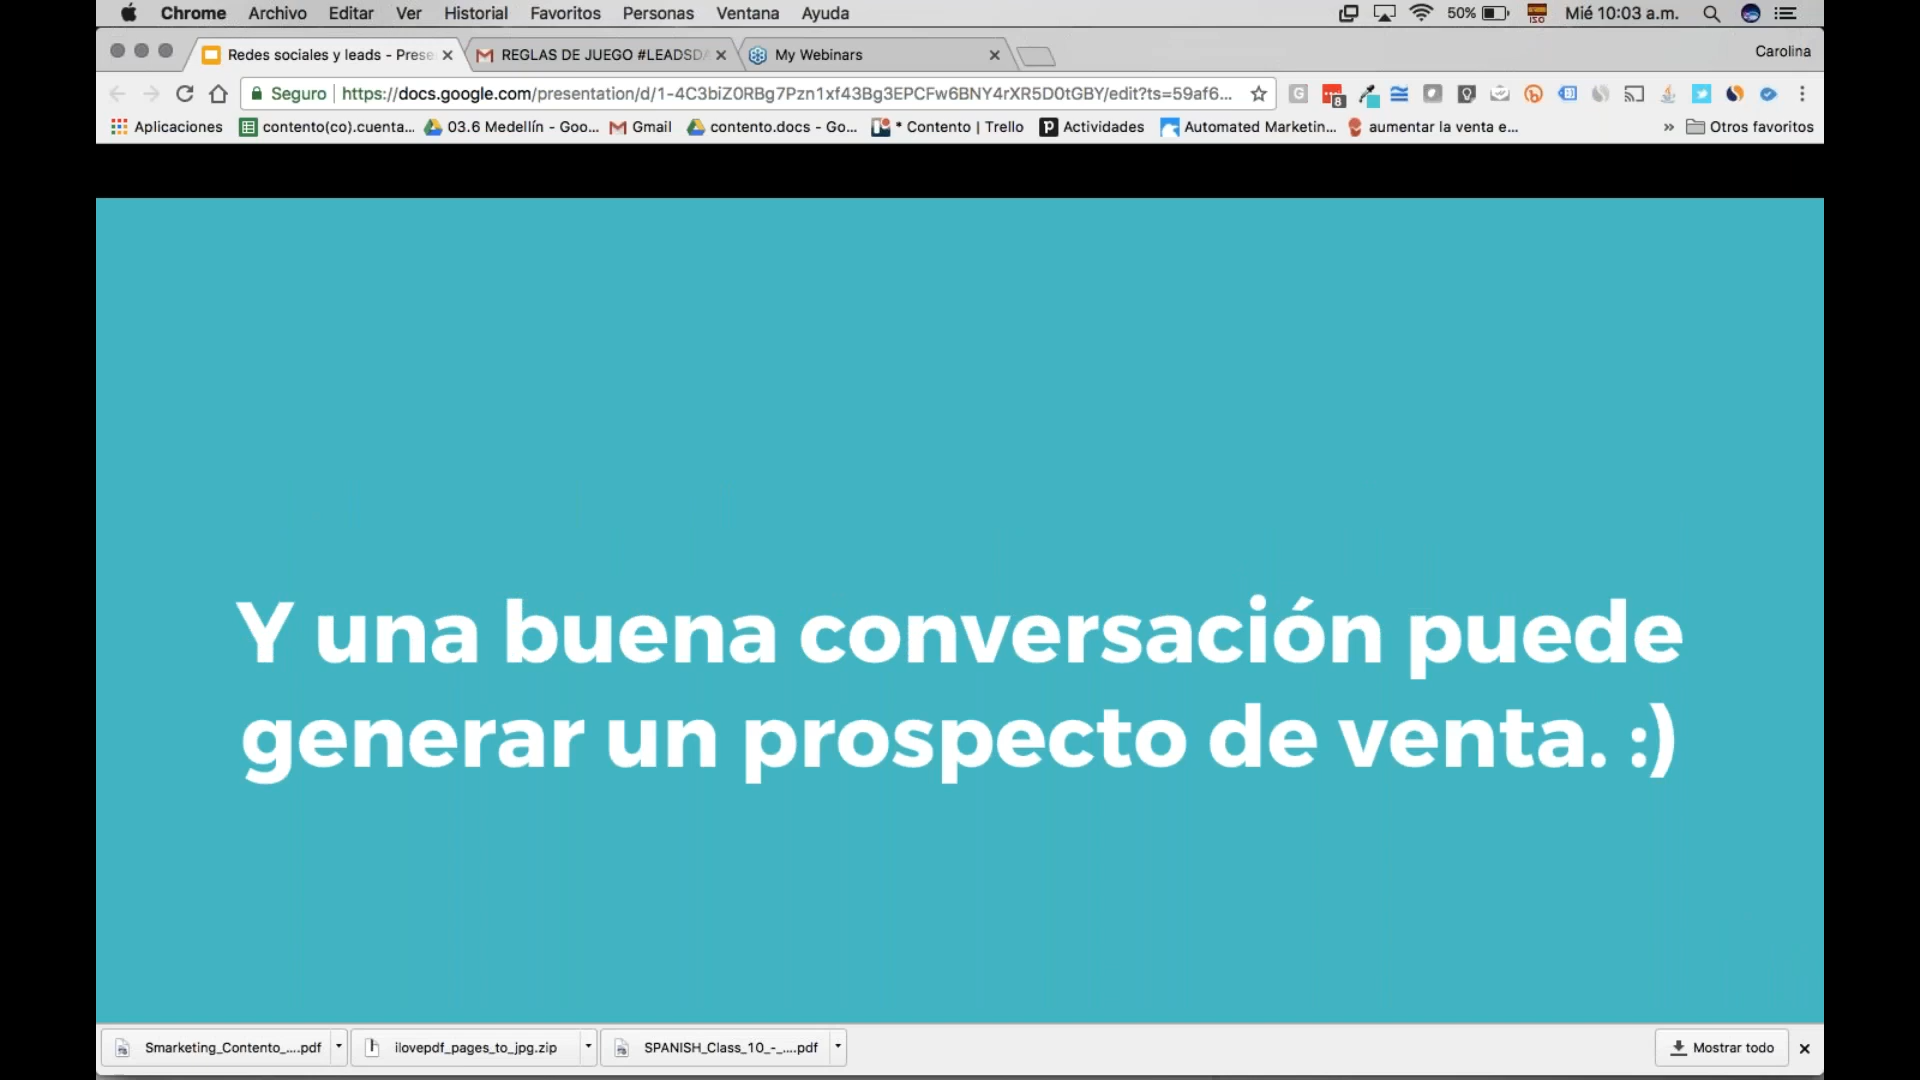 Chrome Archivo Editar Ver Historial Favoritos Personas Ventana Ayuda 50% ISO Mié 10:03 a.m.
Redes sociales y leads - Prese REGLAS DE JUEGO #LEADSDA My Webinars Carolina
Seguro https://docs.google.com/presentation/d/1-4C3biZ0RBg7Pzn1xf43Bg3EPCFw6BNY4rXR5D0tGBY/edit?ts=59af6... G 8
Aplicaciones contento(co).cuenta... 03.6 Medellín - Goo... Gmail contento.docs - Go... * Contento | Trello Actividades Automated Marketin... aumentar la venta e... » Otros favoritos
Y una buena conversación puede
generar un prospecto de venta. :)
Smarketing_Contento_....pdf ilovepdf_pages_to_jpg.zip SPANISH_Class_10_-_....pdf Mostrar todo